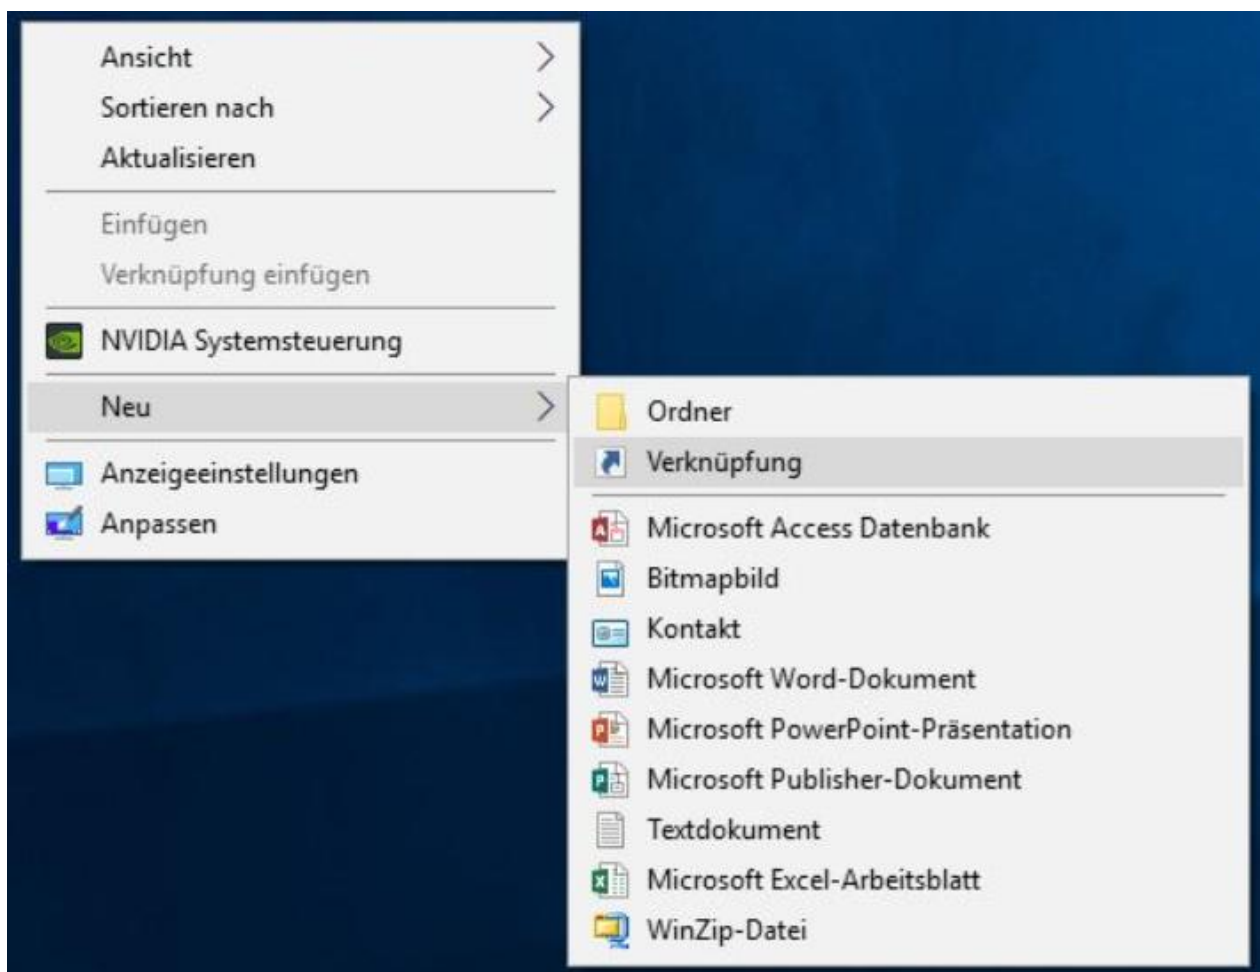 Ansicht
Sortieren nach
Aktualisieren
Einfügen
Verknüpfung einfügen
NVIDIA Systemsteuerung
Neu
Anzeigeeinstellungen
Anpassen
Ordner
Verknüpfung
Microsoft Access Datenbank
Bitmapbild
Kontakt
Microsoft Word-Dokument
Microsoft PowerPoint-Präsentation
Microsoft Publisher-Dokument
Textdokument
Microsoft Excel-Arbeitsblatt
WinZip-Datei